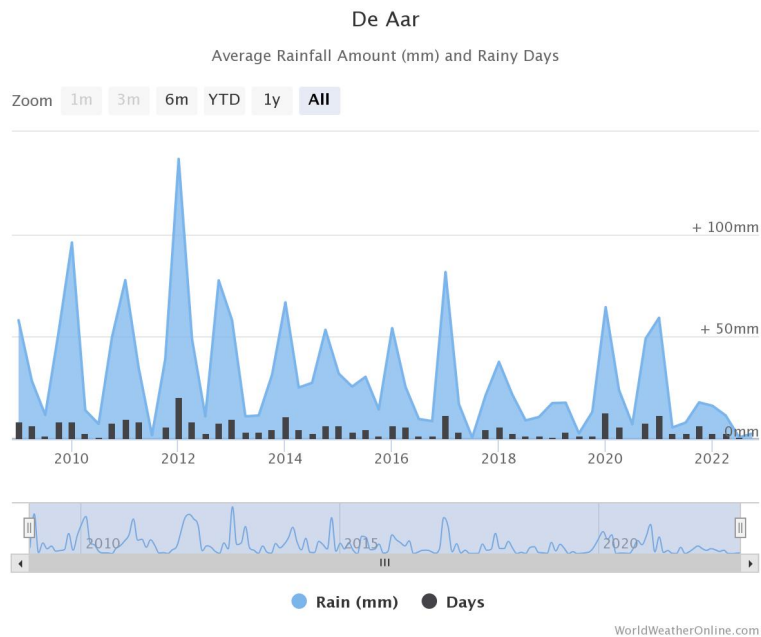 De Aar
Average Rainfall Amount (mm) and Rainy Days
Zoom 1m 3m 6m YTD 1y All
+ 100mm
+ 50mm
0mm
2010 2012 2014 2016 2018 2020 2022
2010 2015 2020
Rain (mm) Days
WorldWeatherOnline.com